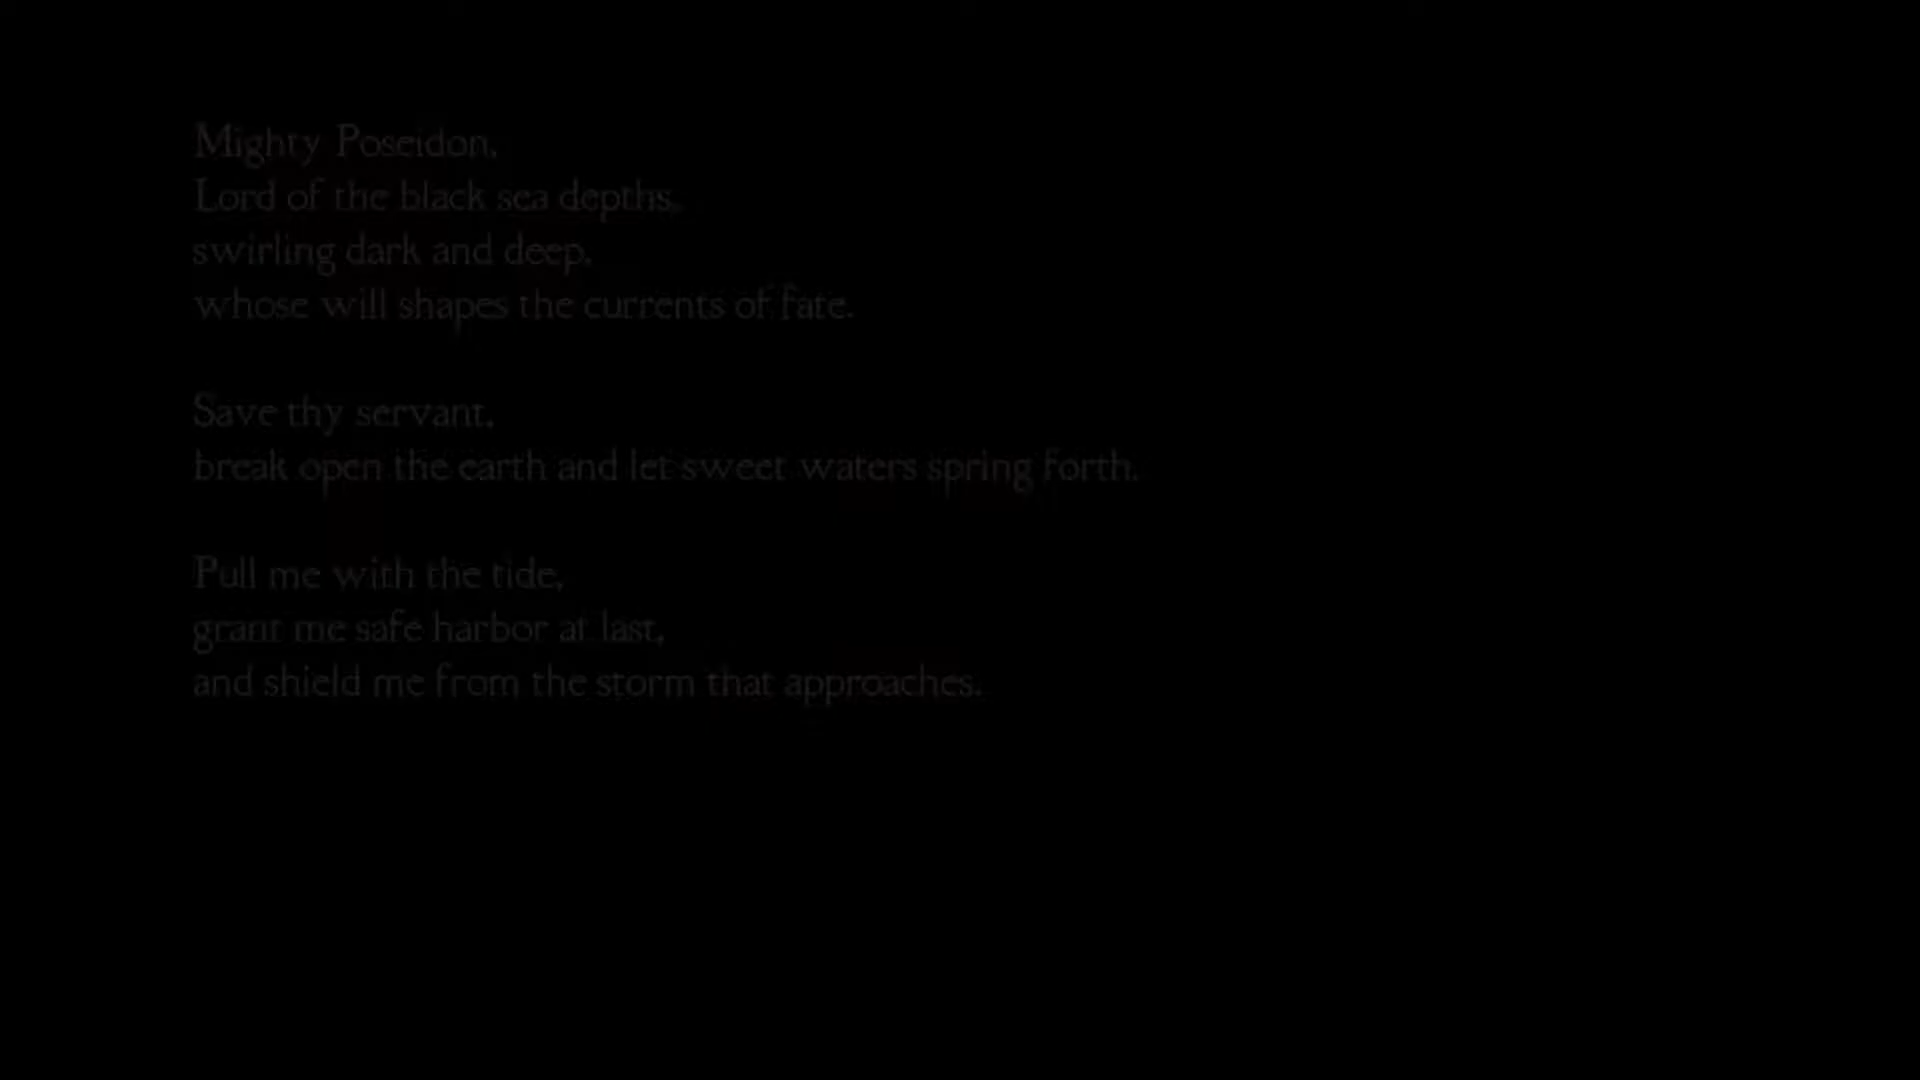 Mighty Poseidon,
Lord of the black sea depths,
swirling dark and deep,
whose will shapes the currents of fate.
Save thy servant,
break open the earth and let sweet waters spring forth.
Pull me with the tide,
grant me safe harbor at last,
and shield me from the storm that approaches.